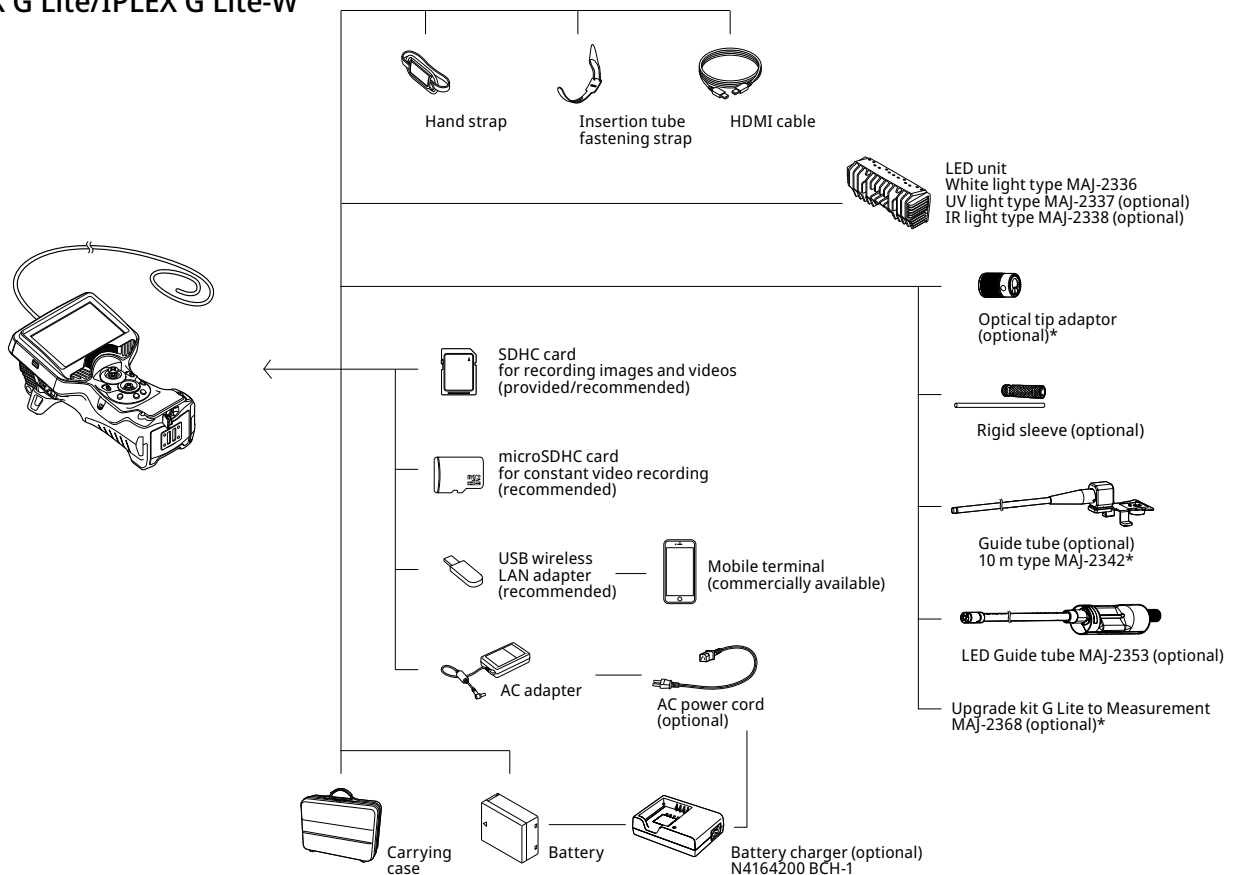 G Lite/IPLEX G Lite-W
Hand strap
Insertion tube
fastening strap
HDMI cable
LED unit
White light type MAJ-2336
UV light type MAJ-2337 (optional)
IR light type MAJ-2338 (optional)
Optical tip adaptor
(optional)*
SDHC card
for recording images and videos
(provided/recommended)
Rigid sleeve (optional)
microSDHC card
for constant video recording
(recommended)
Guide tube (optional)
10 m type MAJ-2342*
USB wireless
LAN adapter
(recommended)
Mobile terminal
(commercially available)
LED Guide tube MAJ-2353 (optional)
AC adapter
AC power cord
(optional)
Upgrade kit G Lite to Measurement
MAJ-2368 (optional)*
Carrying
case
Battery
Battery charger (optional)
N4164200 BCH-1